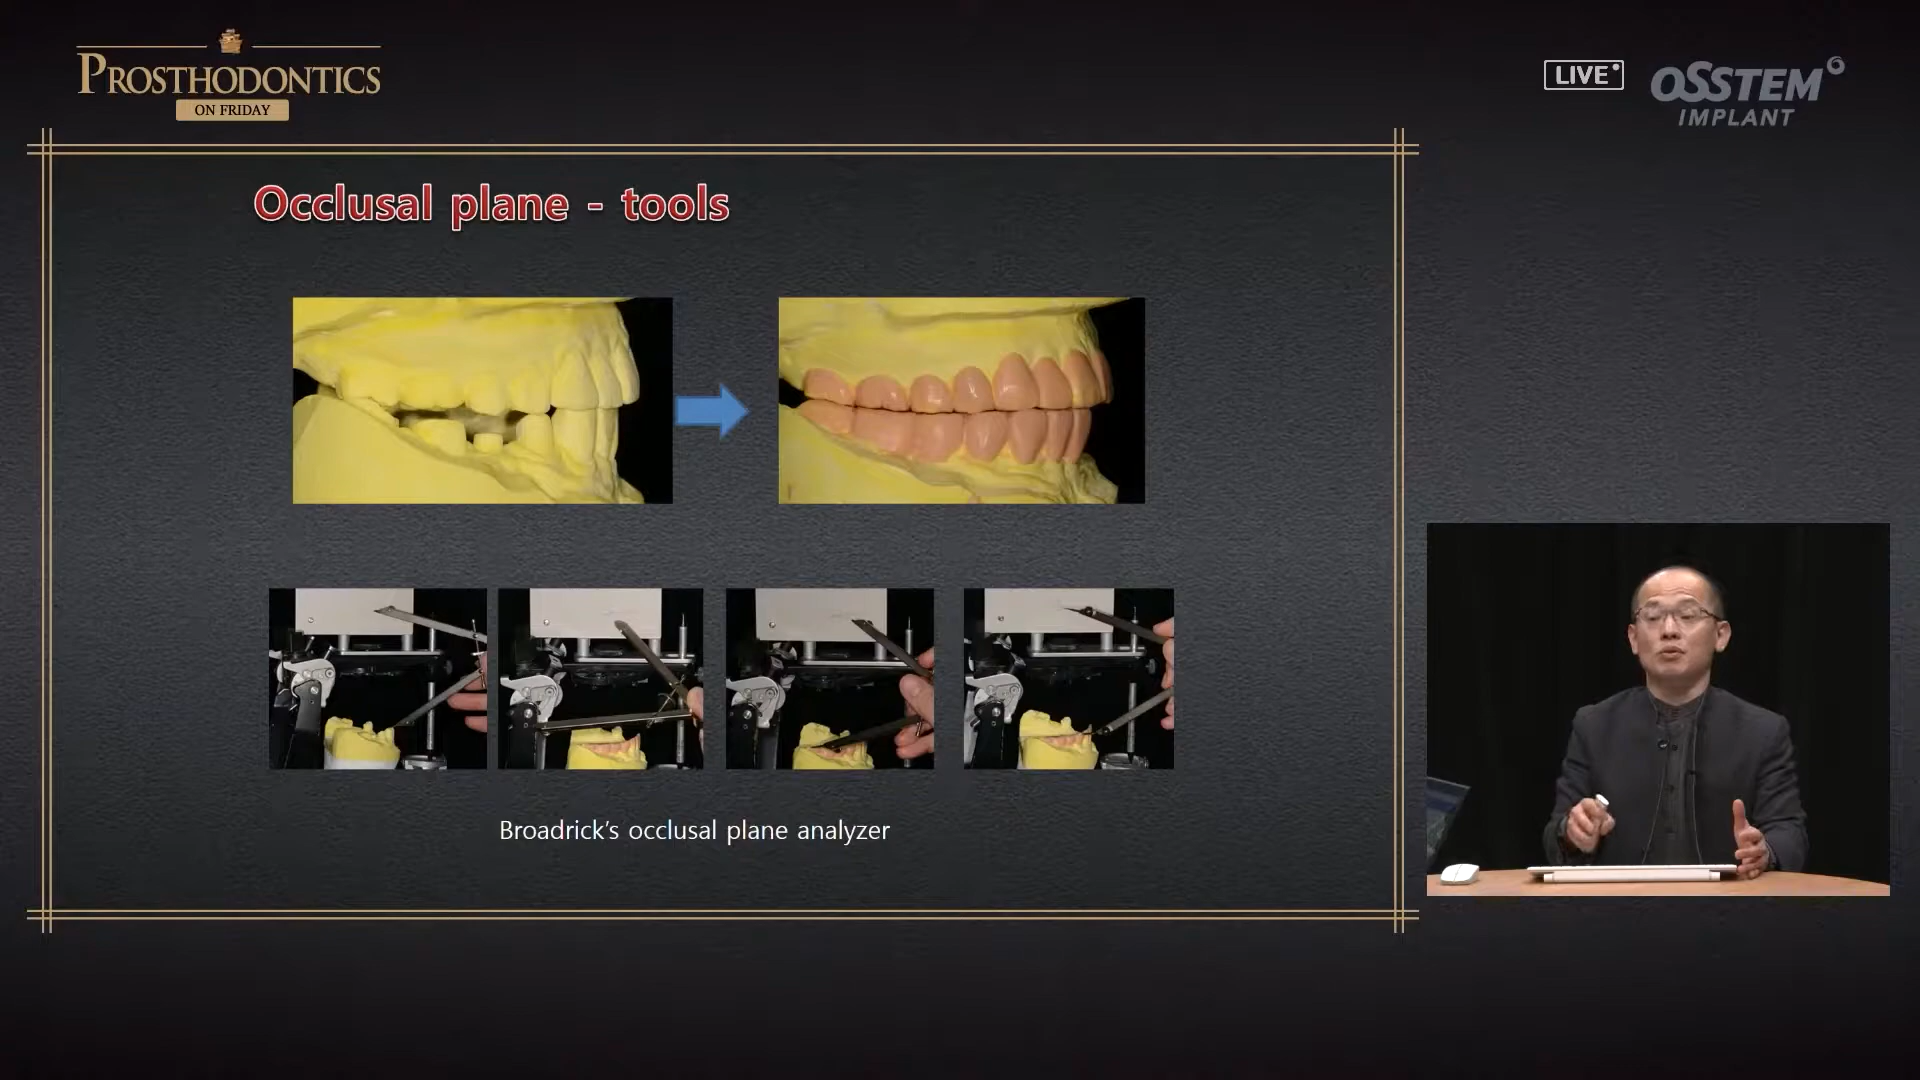 PROSTHODONTICS
ON FRIDAY
LIVE
OSSTEM
IMPLANT
Occlusal plane - tools
Broadrick's occlusal plane analyzer